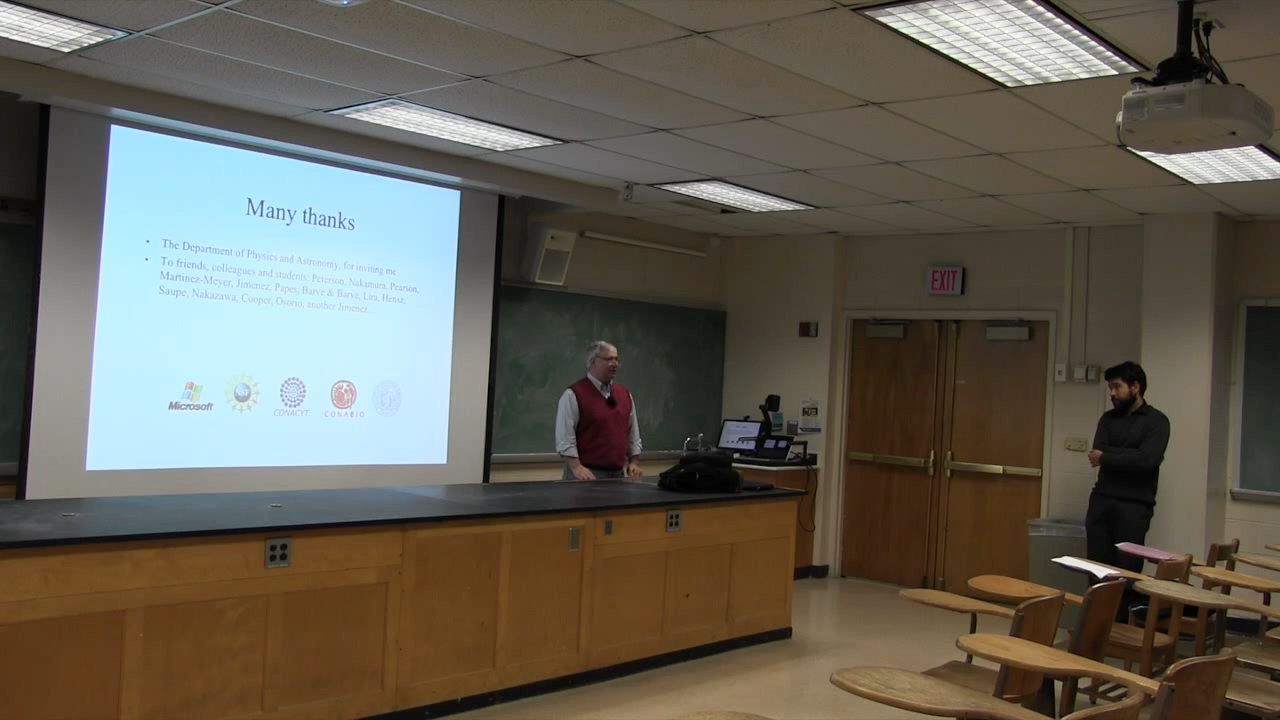 Many thanks
• The Department of Physics and Astronomy, for inviting me
• To friends, colleagues and students: Peterson, Nakamura, Pearson,
Martinez-Meyer, Jimenez, Papes, Barve & Barve, Lira, Hensz,
Saupe, Nakazawa, Cooper, Osorio, another Jimenez...
Microsoft
CONACYT
CONABIO
EXIT